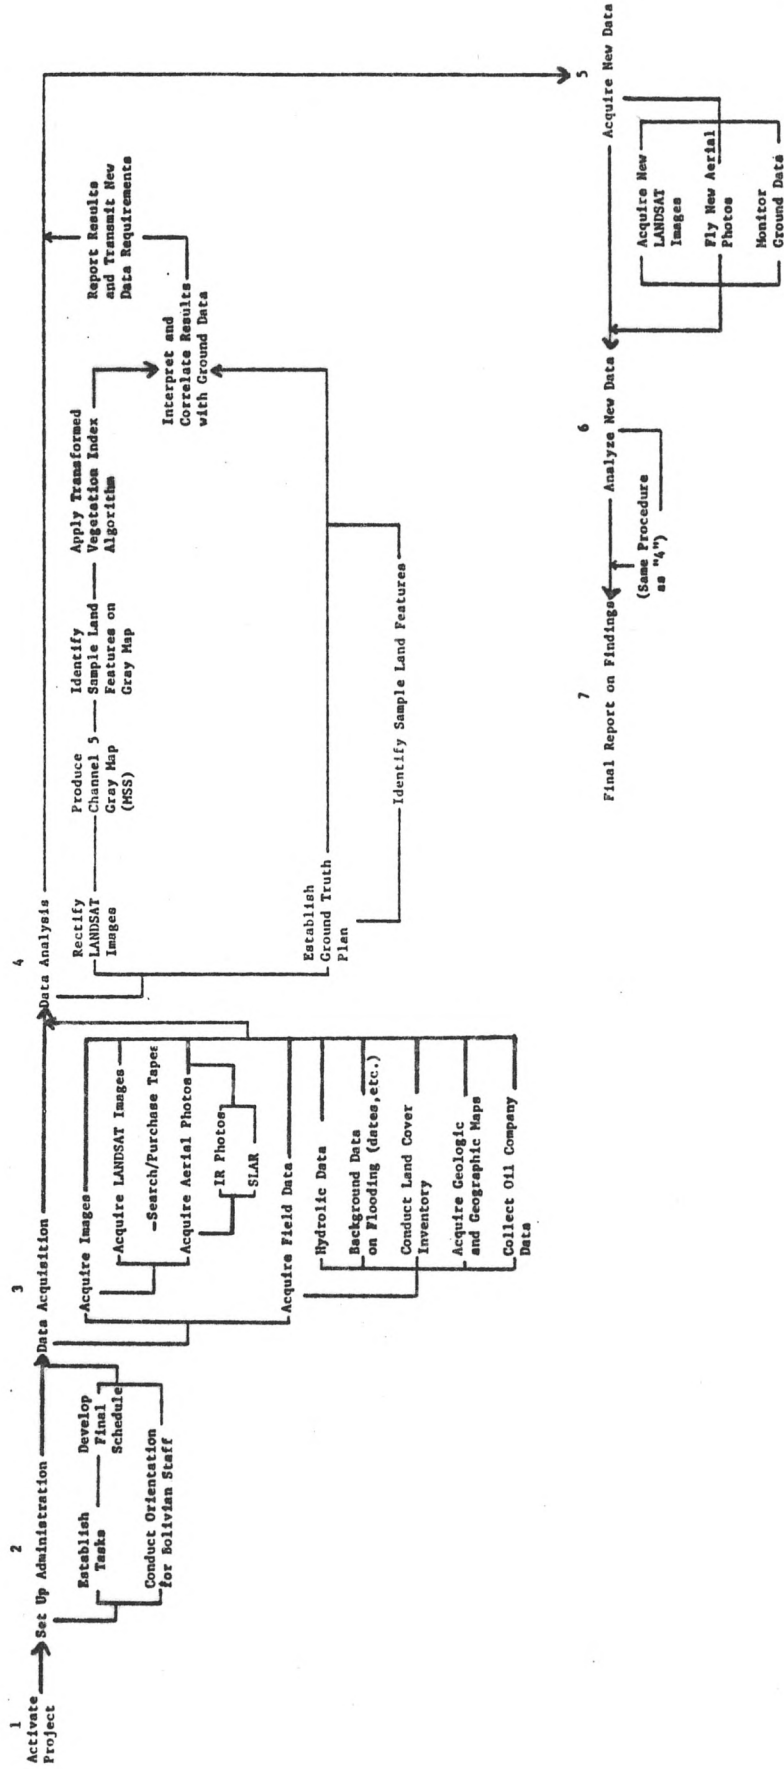 1
Activate
Project
2
Set Up Administration
Establish
Tasks
Develop
Final
Schedule
Conduct Orientation
for Bolivian Staff
3
Data Acquisition
Acquire Images
Acquire LANDSAT Images
-Search/Purchase Tapes
Acquire Aerial Photos
IR Photos
SLAR
Acquire Field Data
Hydrolic Data
Background Data
on Flooding (dates,etc.)
Conduct Land Cover
Inventory
Acquire Geologic
and Geographic Maps
Collect Oil Company
Data
4
Data Analysis
Rectify
LANDSAT
Images
Produce
Channel 5
Gray Map
(MSS)
Identify
Sample Land
Features on
Gray Map
Apply Transformed
Vegetation Index
Algorithm
Interpret and
Correlate Results
with Ground Data
Report Results
and Transmit New
Data Requirements
Establish
Ground Truth
Plan
Identify Sample Land Features
5
Acquire New Data
Acquire New
LANDSAT
Images
Fly New Aerial
Photos
Monitor
Ground Data
6
Analyze New Data
(Same Procedure
as "4")
7
Final Report on Findings